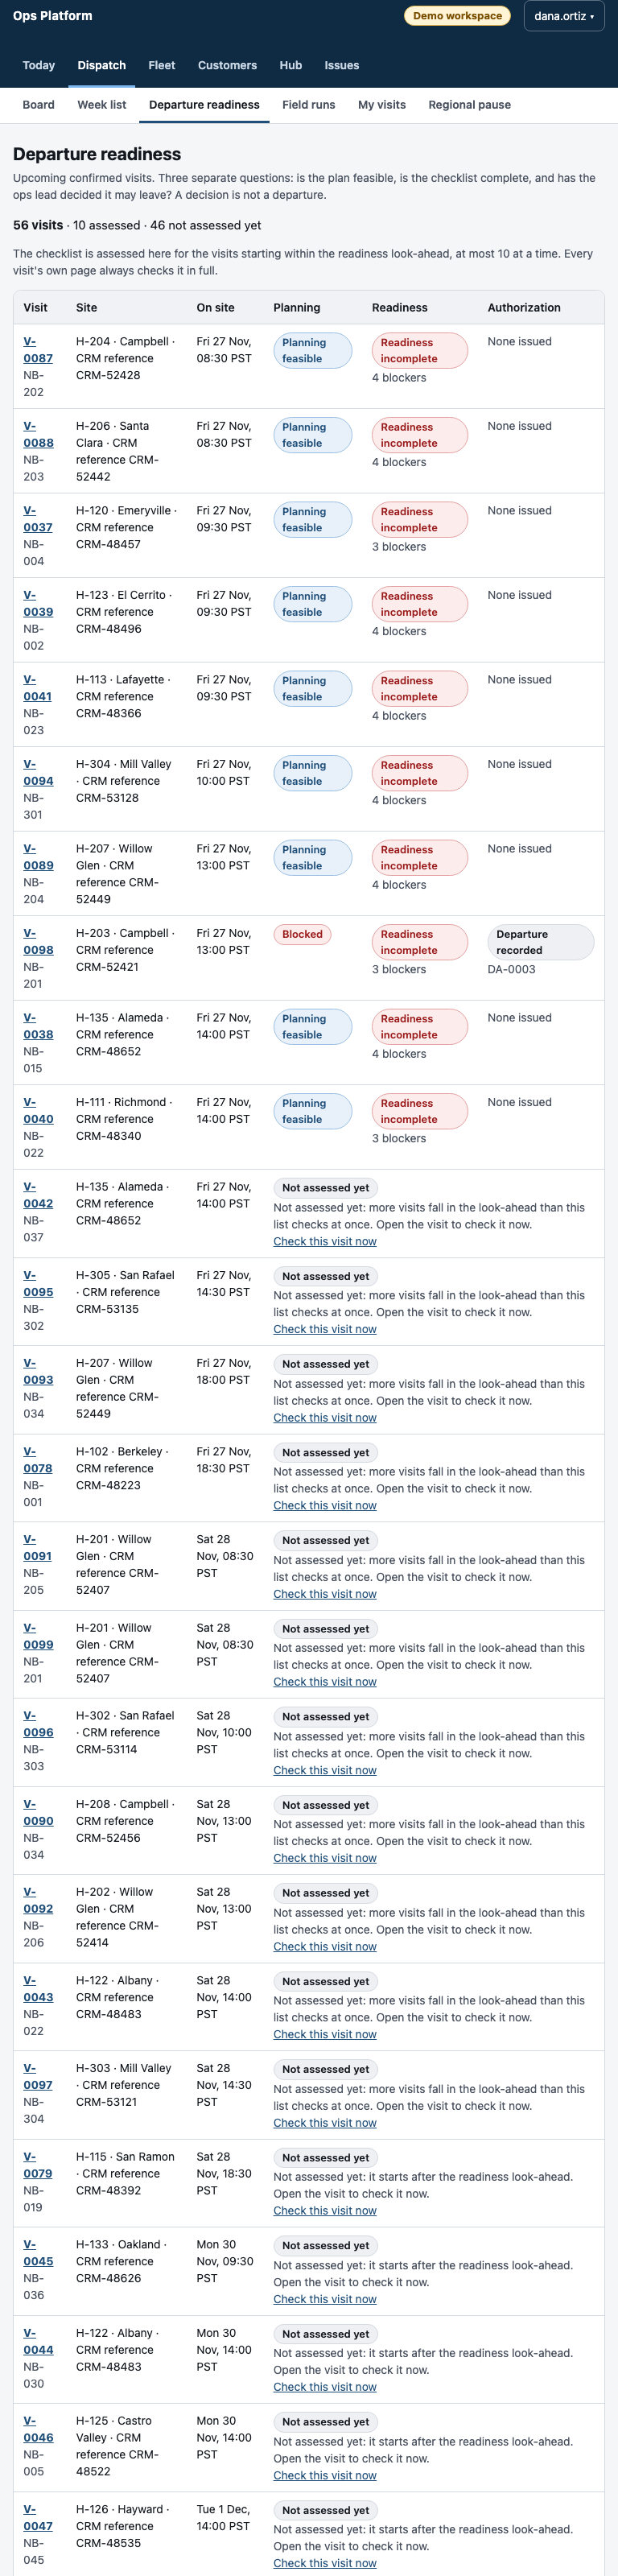 Ops Platform
Demo workspace
dana.ortiz ▾
Today Dispatch Fleet Customers Hub Issues
Board Week list Departure readiness Field runs My visits Regional pause
Departure readiness
Upcoming confirmed visits. Three separate questions: is the plan feasible, is the checklist complete, and has the
ops lead decided it may leave? A decision is not a departure.
56 visits · 10 assessed · 46 not assessed yet
The checklist is assessed here for the visits starting within the readiness look-ahead, at most 10 at a time. Every
visit's own page always checks it in full.
Visit Site On site Planning Readiness Authorization
V-0087 NB-202 H-204 · Campbell · CRM reference CRM-52428 Fri 27 Nov, 08:30 PST Planning feasible Readiness incomplete 4 blockers None issued
V-0088 NB-203 H-206 · Santa Clara · CRM reference CRM-52442 Fri 27 Nov, 08:30 PST Planning feasible Readiness incomplete 4 blockers None issued
V-0037 NB-004 H-120 · Emeryville · CRM reference CRM-48457 Fri 27 Nov, 09:30 PST Planning feasible Readiness incomplete 3 blockers None issued
V-0039 NB-002 H-123 · El Cerrito · CRM reference CRM-48496 Fri 27 Nov, 09:30 PST Planning feasible Readiness incomplete 4 blockers None issued
V-0041 NB-023 H-113 · Lafayette · CRM reference CRM-48366 Fri 27 Nov, 09:30 PST Planning feasible Readiness incomplete 4 blockers None issued
V-0094 NB-301 H-304 · Mill Valley · CRM reference CRM-53128 Fri 27 Nov, 10:00 PST Planning feasible Readiness incomplete 4 blockers None issued
V-0089 NB-204 H-207 · Willow Glen · CRM reference CRM-52449 Fri 27 Nov, 13:00 PST Planning feasible Readiness incomplete 4 blockers None issued
V-0098 NB-201 H-203 · Campbell · CRM reference CRM-52421 Fri 27 Nov, 13:00 PST Blocked Readiness incomplete 3 blockers Departure recorded DA-0003
V-0038 NB-015 H-135 · Alameda · CRM reference CRM-48652 Fri 27 Nov, 14:00 PST Planning feasible Readiness incomplete 4 blockers None issued
V-0040 NB-022 H-111 · Richmond · CRM reference CRM-48340 Fri 27 Nov, 14:00 PST Planning feasible Readiness incomplete 3 blockers None issued
V-0042 NB-037 H-135 · Alameda · CRM reference CRM-48652 Fri 27 Nov, 14:00 PST Not assessed yet Not assessed yet: more visits fall in the look-ahead than this list checks at once. Open the visit to check it now. Check this visit now
V-0095 NB-302 H-305 · San Rafael · CRM reference CRM-53135 Fri 27 Nov, 14:30 PST Not assessed yet Not assessed yet: more visits fall in the look-ahead than this list checks at once. Open the visit to check it now. Check this visit now
V-0093 NB-034 H-207 · Willow Glen · CRM reference CRM-52449 Fri 27 Nov, 18:00 PST Not assessed yet Not assessed yet: more visits fall in the look-ahead than this list checks at once. Open the visit to check it now. Check this visit now
V-0078 NB-001 H-102 · Berkeley · CRM reference CRM-48223 Fri 27 Nov, 18:30 PST Not assessed yet Not assessed yet: more visits fall in the look-ahead than this list checks at once. Open the visit to check it now. Check this visit now
V-0091 NB-205 H-201 · Willow Glen · CRM reference CRM-52407 Sat 28 Nov, 08:30 PST Not assessed yet Not assessed yet: more visits fall in the look-ahead than this list checks at once. Open the visit to check it now. Check this visit now
V-0099 NB-201 H-201 · Willow Glen · CRM reference CRM-52407 Sat 28 Nov, 08:30 PST Not assessed yet Not assessed yet: more visits fall in the look-ahead than this list checks at once. Open the visit to check it now. Check this visit now
V-0096 NB-303 H-302 · San Rafael · CRM reference CRM-53114 Sat 28 Nov, 10:00 PST Not assessed yet Not assessed yet: more visits fall in the look-ahead than this list checks at once. Open the visit to check it now. Check this visit now
V-0090 NB-034 H-208 · Campbell · CRM reference CRM-52456 Sat 28 Nov, 13:00 PST Not assessed yet Not assessed yet: more visits fall in the look-ahead than this list checks at once. Open the visit to check it now. Check this visit now
V-0092 NB-206 H-202 · Willow Glen · CRM reference CRM-52414 Sat 28 Nov, 13:00 PST Not assessed yet Not assessed yet: more visits fall in the look-ahead than this list checks at once. Open the visit to check it now. Check this visit now
V-0043 NB-022 H-122 · Albany · CRM reference CRM-48483 Sat 28 Nov, 14:00 PST Not assessed yet Not assessed yet: more visits fall in the look-ahead than this list checks at once. Open the visit to check it now. Check this visit now
V-0097 NB-304 H-303 · Mill Valley · CRM reference CRM-53121 Sat 28 Nov, 14:30 PST Not assessed yet Not assessed yet: more visits fall in the look-ahead than this list checks at once. Open the visit to check it now. Check this visit now
V-0079 NB-019 H-115 · San Ramon · CRM reference CRM-48392 Sat 28 Nov, 18:30 PST Not assessed yet Not assessed yet: it starts after the readiness look-ahead. Open the visit to check it now. Check this visit now
V-0045 NB-036 H-133 · Oakland · CRM reference CRM-48626 Mon 30 Nov, 09:30 PST Not assessed yet Not assessed yet: it starts after the readiness look-ahead. Open the visit to check it now. Check this visit now
V-0044 NB-030 H-122 · Albany · CRM reference CRM-48483 Mon 30 Nov, 14:00 PST Not assessed yet Not assessed yet: it starts after the readiness look-ahead. Open the visit to check it now. Check this visit now
V-0046 NB-005 H-125 · Castro Valley · CRM reference CRM-48522 Mon 30 Nov, 14:00 PST Not assessed yet Not assessed yet: it starts after the readiness look-ahead. Open the visit to check it now. Check this visit now
V-0047 NB-045 H-126 · Hayward · CRM reference CRM-48535 Tue 1 Dec, 14:00 PST Not assessed yet Not assessed yet: it starts after the readiness look-ahead. Open the visit to check it now. Check this visit now